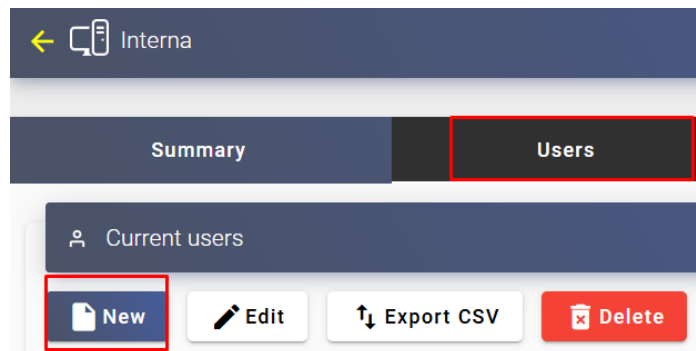 Interna
Summary Users
Current users
New Edit Export CSV Delete